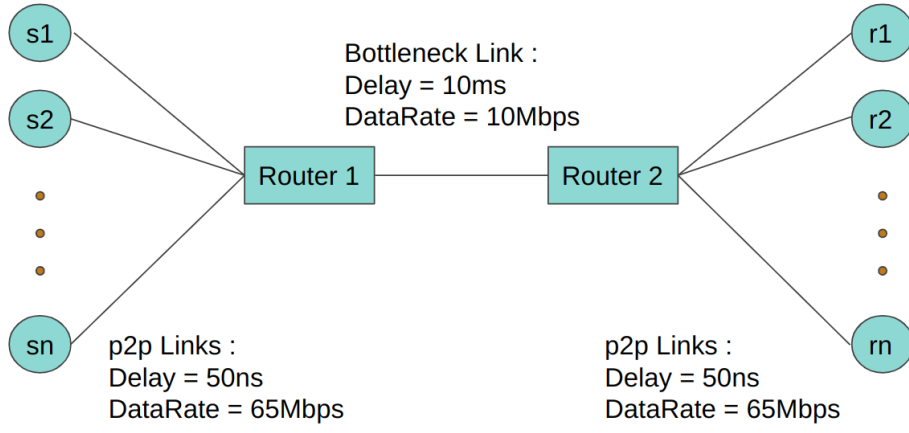 s1
s2
sn
Router 1
Bottleneck Link :
Delay = 10ms
DataRate = 10Mbps
Router 2
r1
r2
rn
p2p Links :
Delay = 50ns
DataRate = 65Mbps
p2p Links :
Delay = 50ns
DataRate = 65Mbps